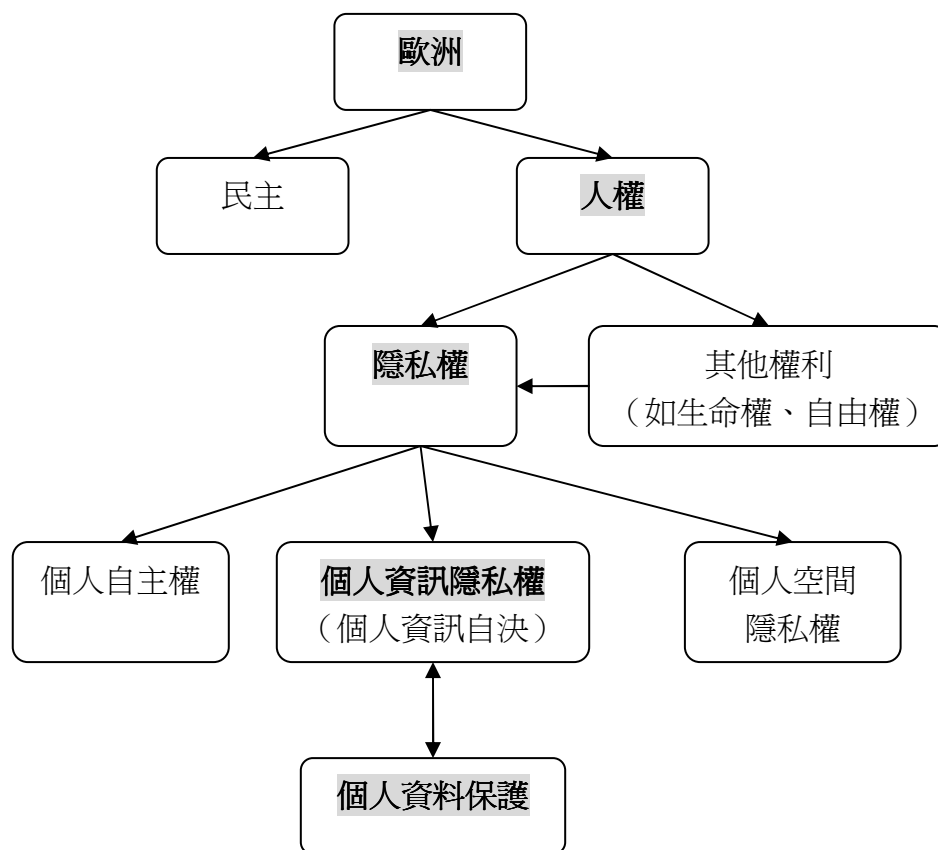 歐洲
民主
人權
隱私權
其他權利
（如生命權、自由權）
個人自主權
個人資訊隱私權
（個人資訊自決）
個人空間
隱私權
個人資料保護